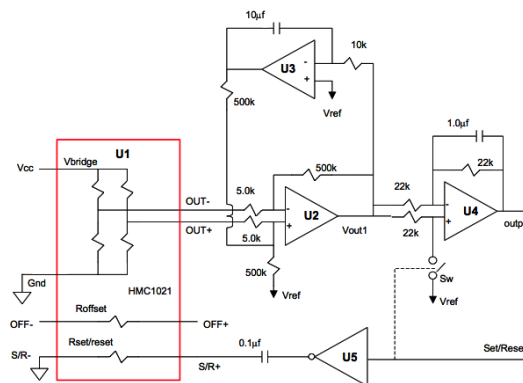 10µf
U3
-
+
10k
Vref
500k
1.0µf
U1
Vcc
Vbridge
500k
22k
OUT-
5.0k
-
+
U2
22k
-
+
U4
OUT+
5.0k
Vout1
22k
outp
500k
Sw
Gnd
HMC1021
Vref
Vref
Roffset
OFF-
OFF+
Rset/reset
0.1µf
S/R-
S/R+
U5
Set/Rese